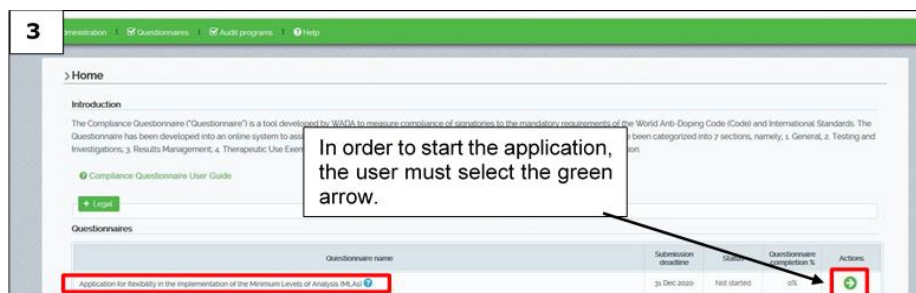 3
ministration Questionnaires Audit programs Help
> Home
Introduction
The Compliance Questionnaire ("Questionnaire") is a tool developed by WADA to measure compliance of signatories to the mandatory requirements of the World Anti-Doping Code (Code) and International Standards. The
Questionnaire has been developed into an online system to been categorized into 7 sections, namely, 1. General; 2. Testing and
Investigations; 3. Results Management; 4. Therapeutic Use
In order to start the application,
the user must select the green
arrow.
Compliance Questionnaire User Guide
+ Legal
Questionnaires
Questionnaire name Submission deadline Status Questionnaire completion % Actions
Application for flexibility in the implementation of the Minimum Levels of Analysis (MLAs) ? 31 Dec 2020 Not started 0%